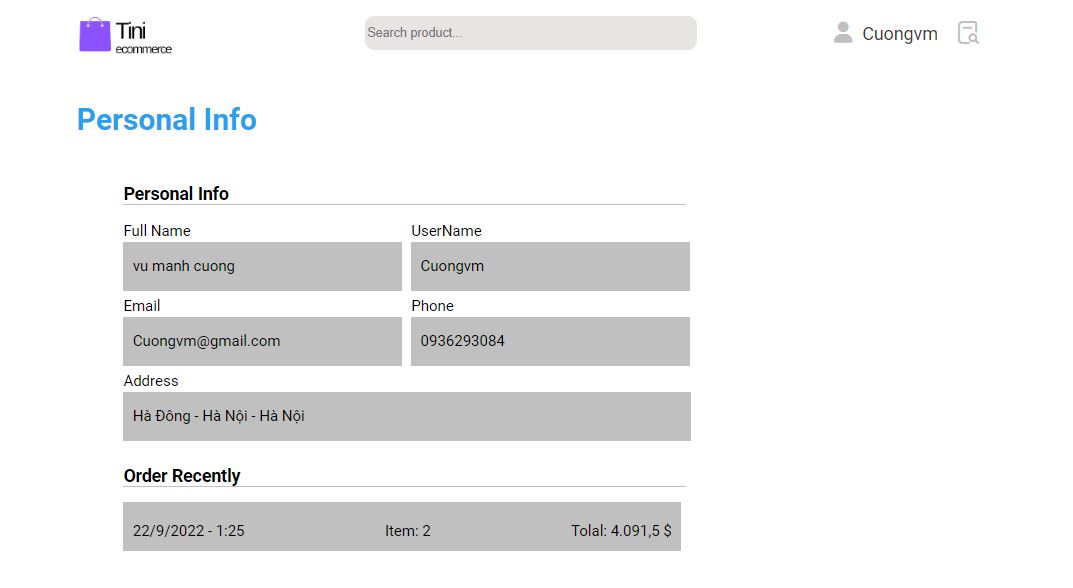 Tini
ecommerce
Search product...
Cuongvm
Personal Info
Personal Info
Full Name UserName
vu manh cuong Cuongvm
Email Phone
Cuongvm@gmail.com 0936293084
Address
Hà Đông - Hà Nội - Hà Nội
Order Recently
22/9/2022 - 1:25 Item: 2 Tolal: 4.091,5 $